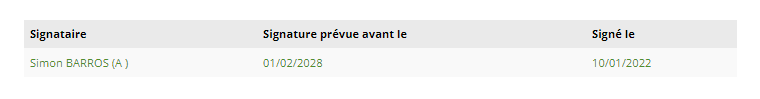 Signataire Signature prévue avant le Signé le
Simon BARROS (A ) 01/02/2028 10/01/2022